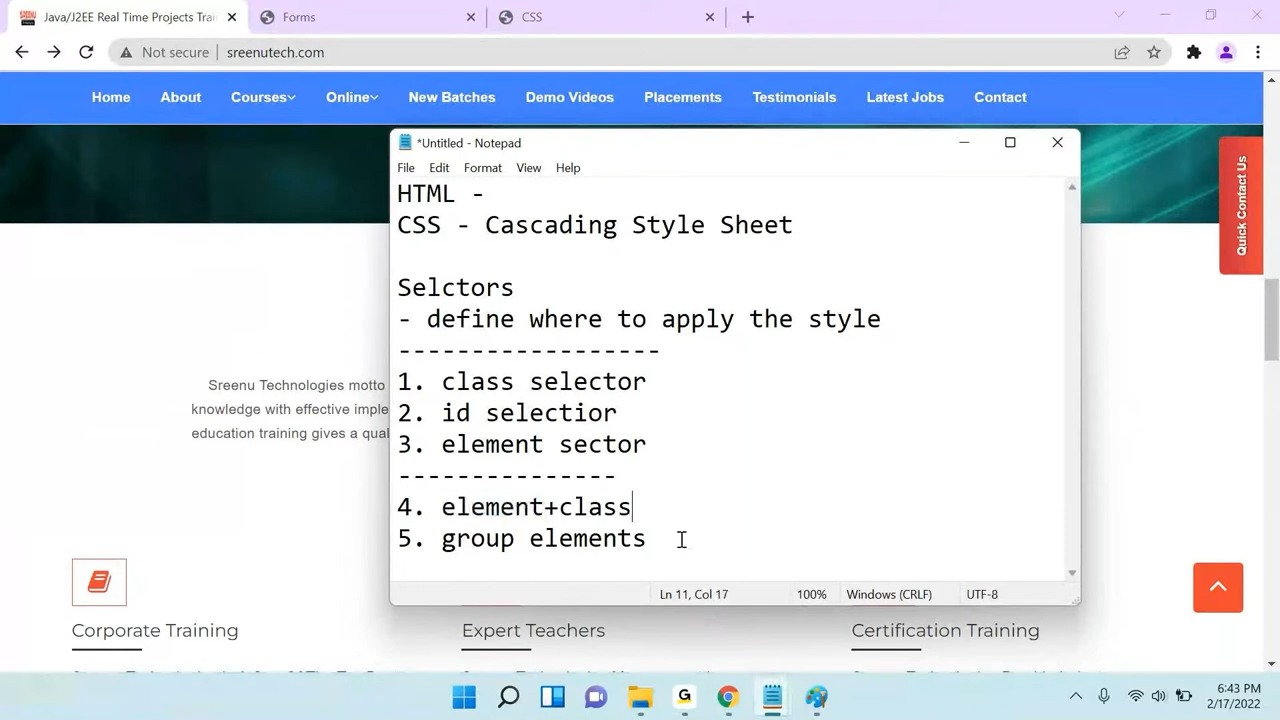 Java/J2EE Real Time Projects Trai
Forms
CSS
Not secure
sreenutech.com
Home
About
Courses
Online
New Batches
Demo Videos
Placements
Testimonials
Latest Jobs
Contact
*Untitled - Notepad
File Edit Format View Help
HTML -
CSS - Cascading Style Sheet
Selctors
- define where to apply the style
------------------
1. class selector
2. id selectior
3. element sector
---------------
4. element+class
5. group elements
Ln 11, Col 17
100%
Windows (CRLF)
UTF-8
Quick Contact Us
Sreenu Technologies motto
knowledge with effective imple
education training gives a qual
Corporate Training
Expert Teachers
Certification Training
6:43 PM
2/17/2022